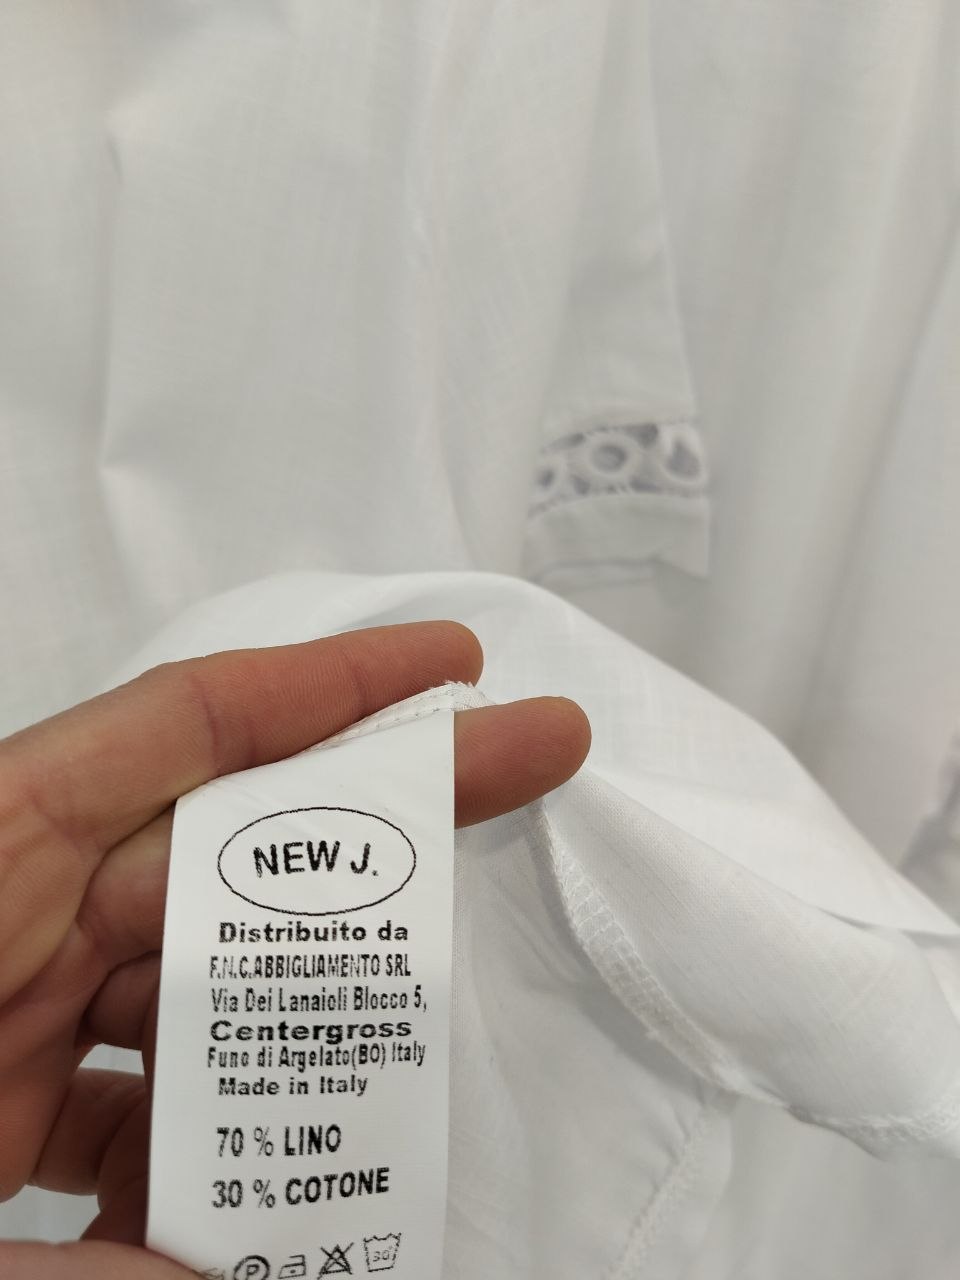 NEW J.
Distribuito da
F.N.C.ABBIGLIAMENTO SRL
Via Dei Lanaioli Blocco 5,
Centergross
Funo di Argelato(BO) Italy
Made in Italy
70 % LINO
30 % COTONE
P 30°